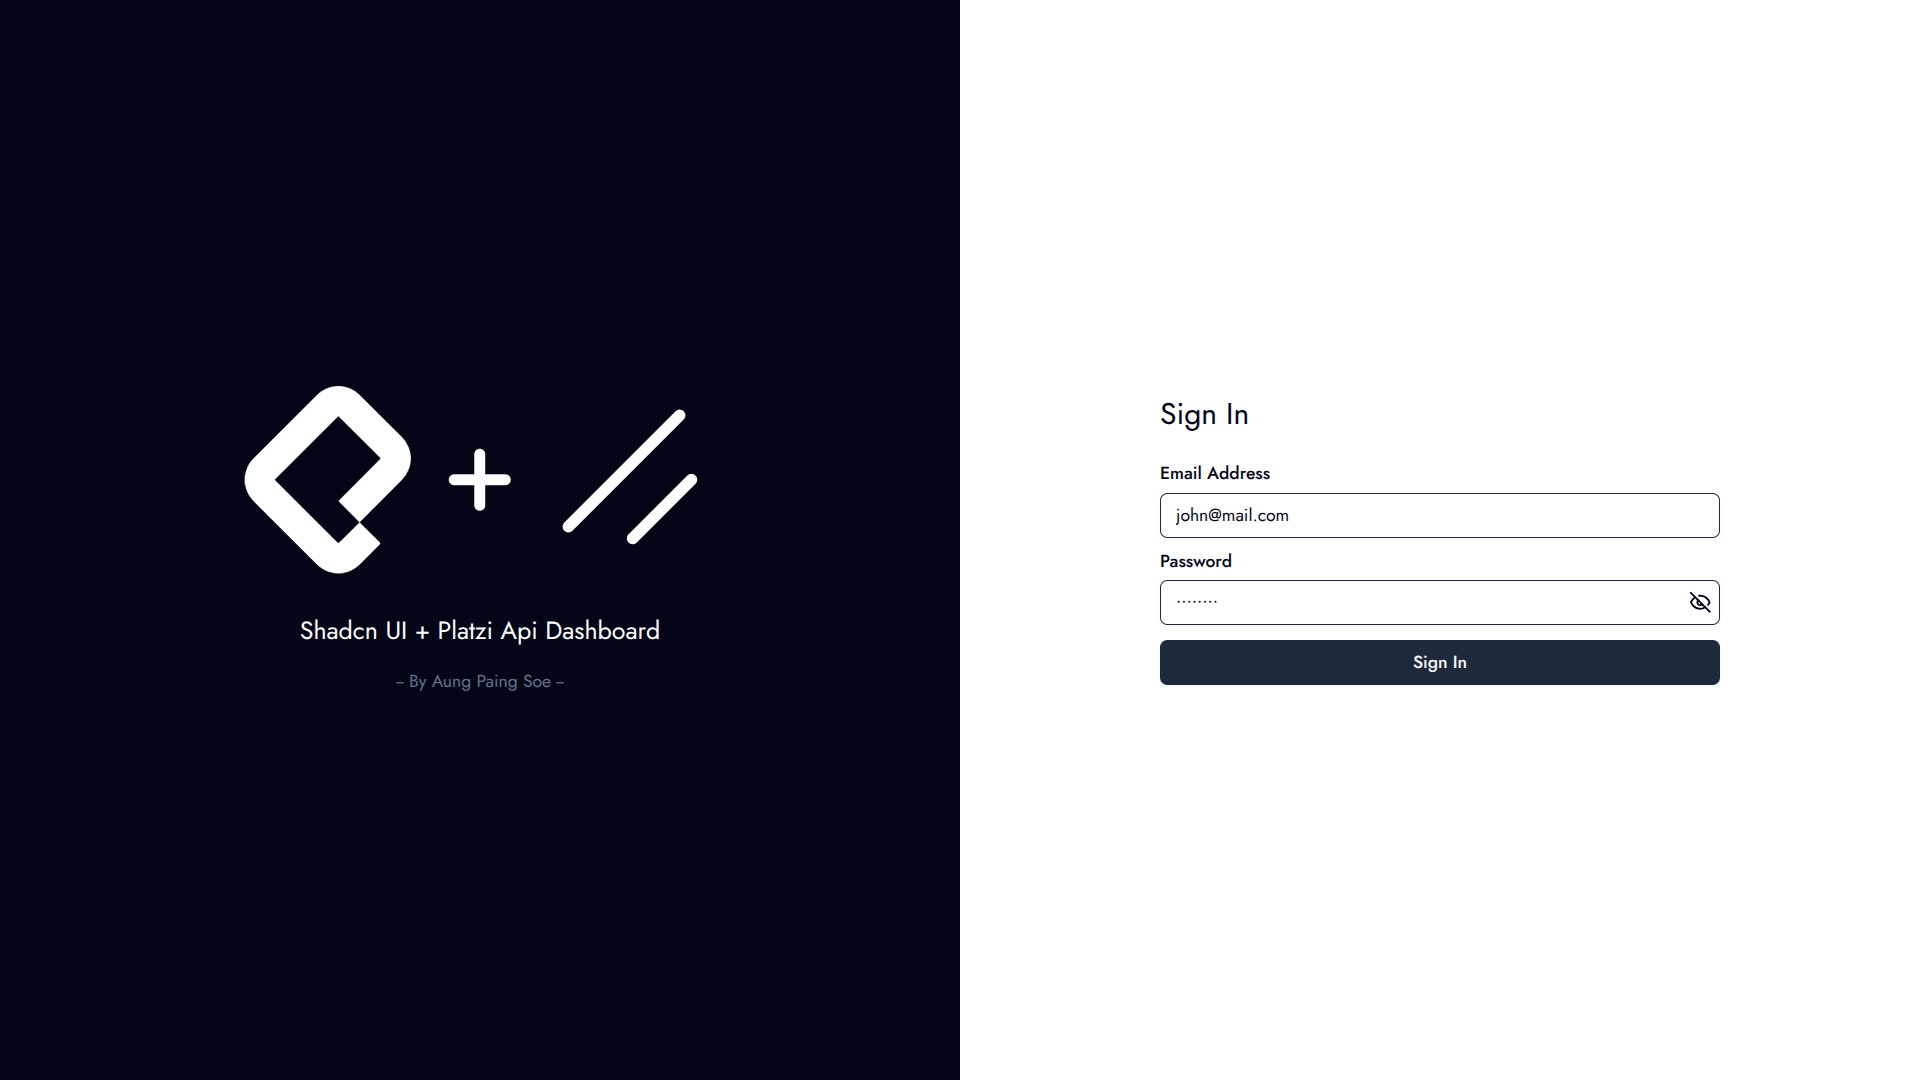 Shadcn UI + Platzi Api Dashboard
– By Aung Paing Soe –
Sign In
Email Address
john@mail.com
Password
········
Sign In